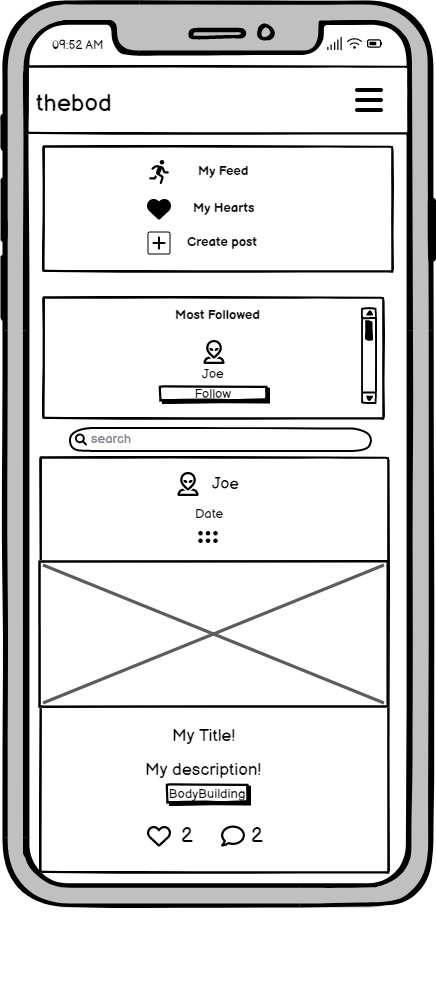 09:52 AM
thebod
My Feed
My Hearts
Create post
Most Followed
Joe
Follow
search
Joe
Date
My Title!
My description!
BodyBuilding
2 2